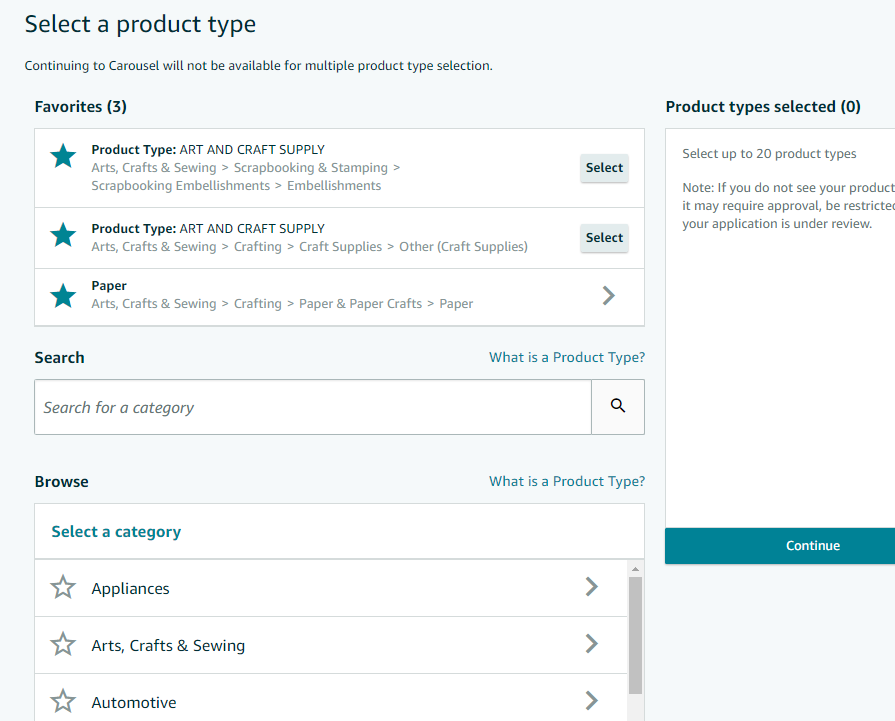 Select a product type
Continuing to Carousel will not be available for multiple product type selection.
Favorites (3)
Product Type: ART AND CRAFT SUPPLY
Arts, Crafts & Sewing > Scrapbooking & Stamping >
Scrapbooking Embellishments > Embellishments
Select
Product Type: ART AND CRAFT SUPPLY
Arts, Crafts & Sewing > Crafting > Craft Supplies > Other (Craft Supplies)
Select
Paper
Arts, Crafts & Sewing > Crafting > Paper & Paper Crafts > Paper
Search
What is a Product Type?
Search for a category
Browse
What is a Product Type?
Select a category
Appliances
Arts, Crafts & Sewing
Automotive
Product types selected (0)
Select up to 20 product types
Note: If you do not see your product
it may require approval, be restricted
your application is under review.
Continue